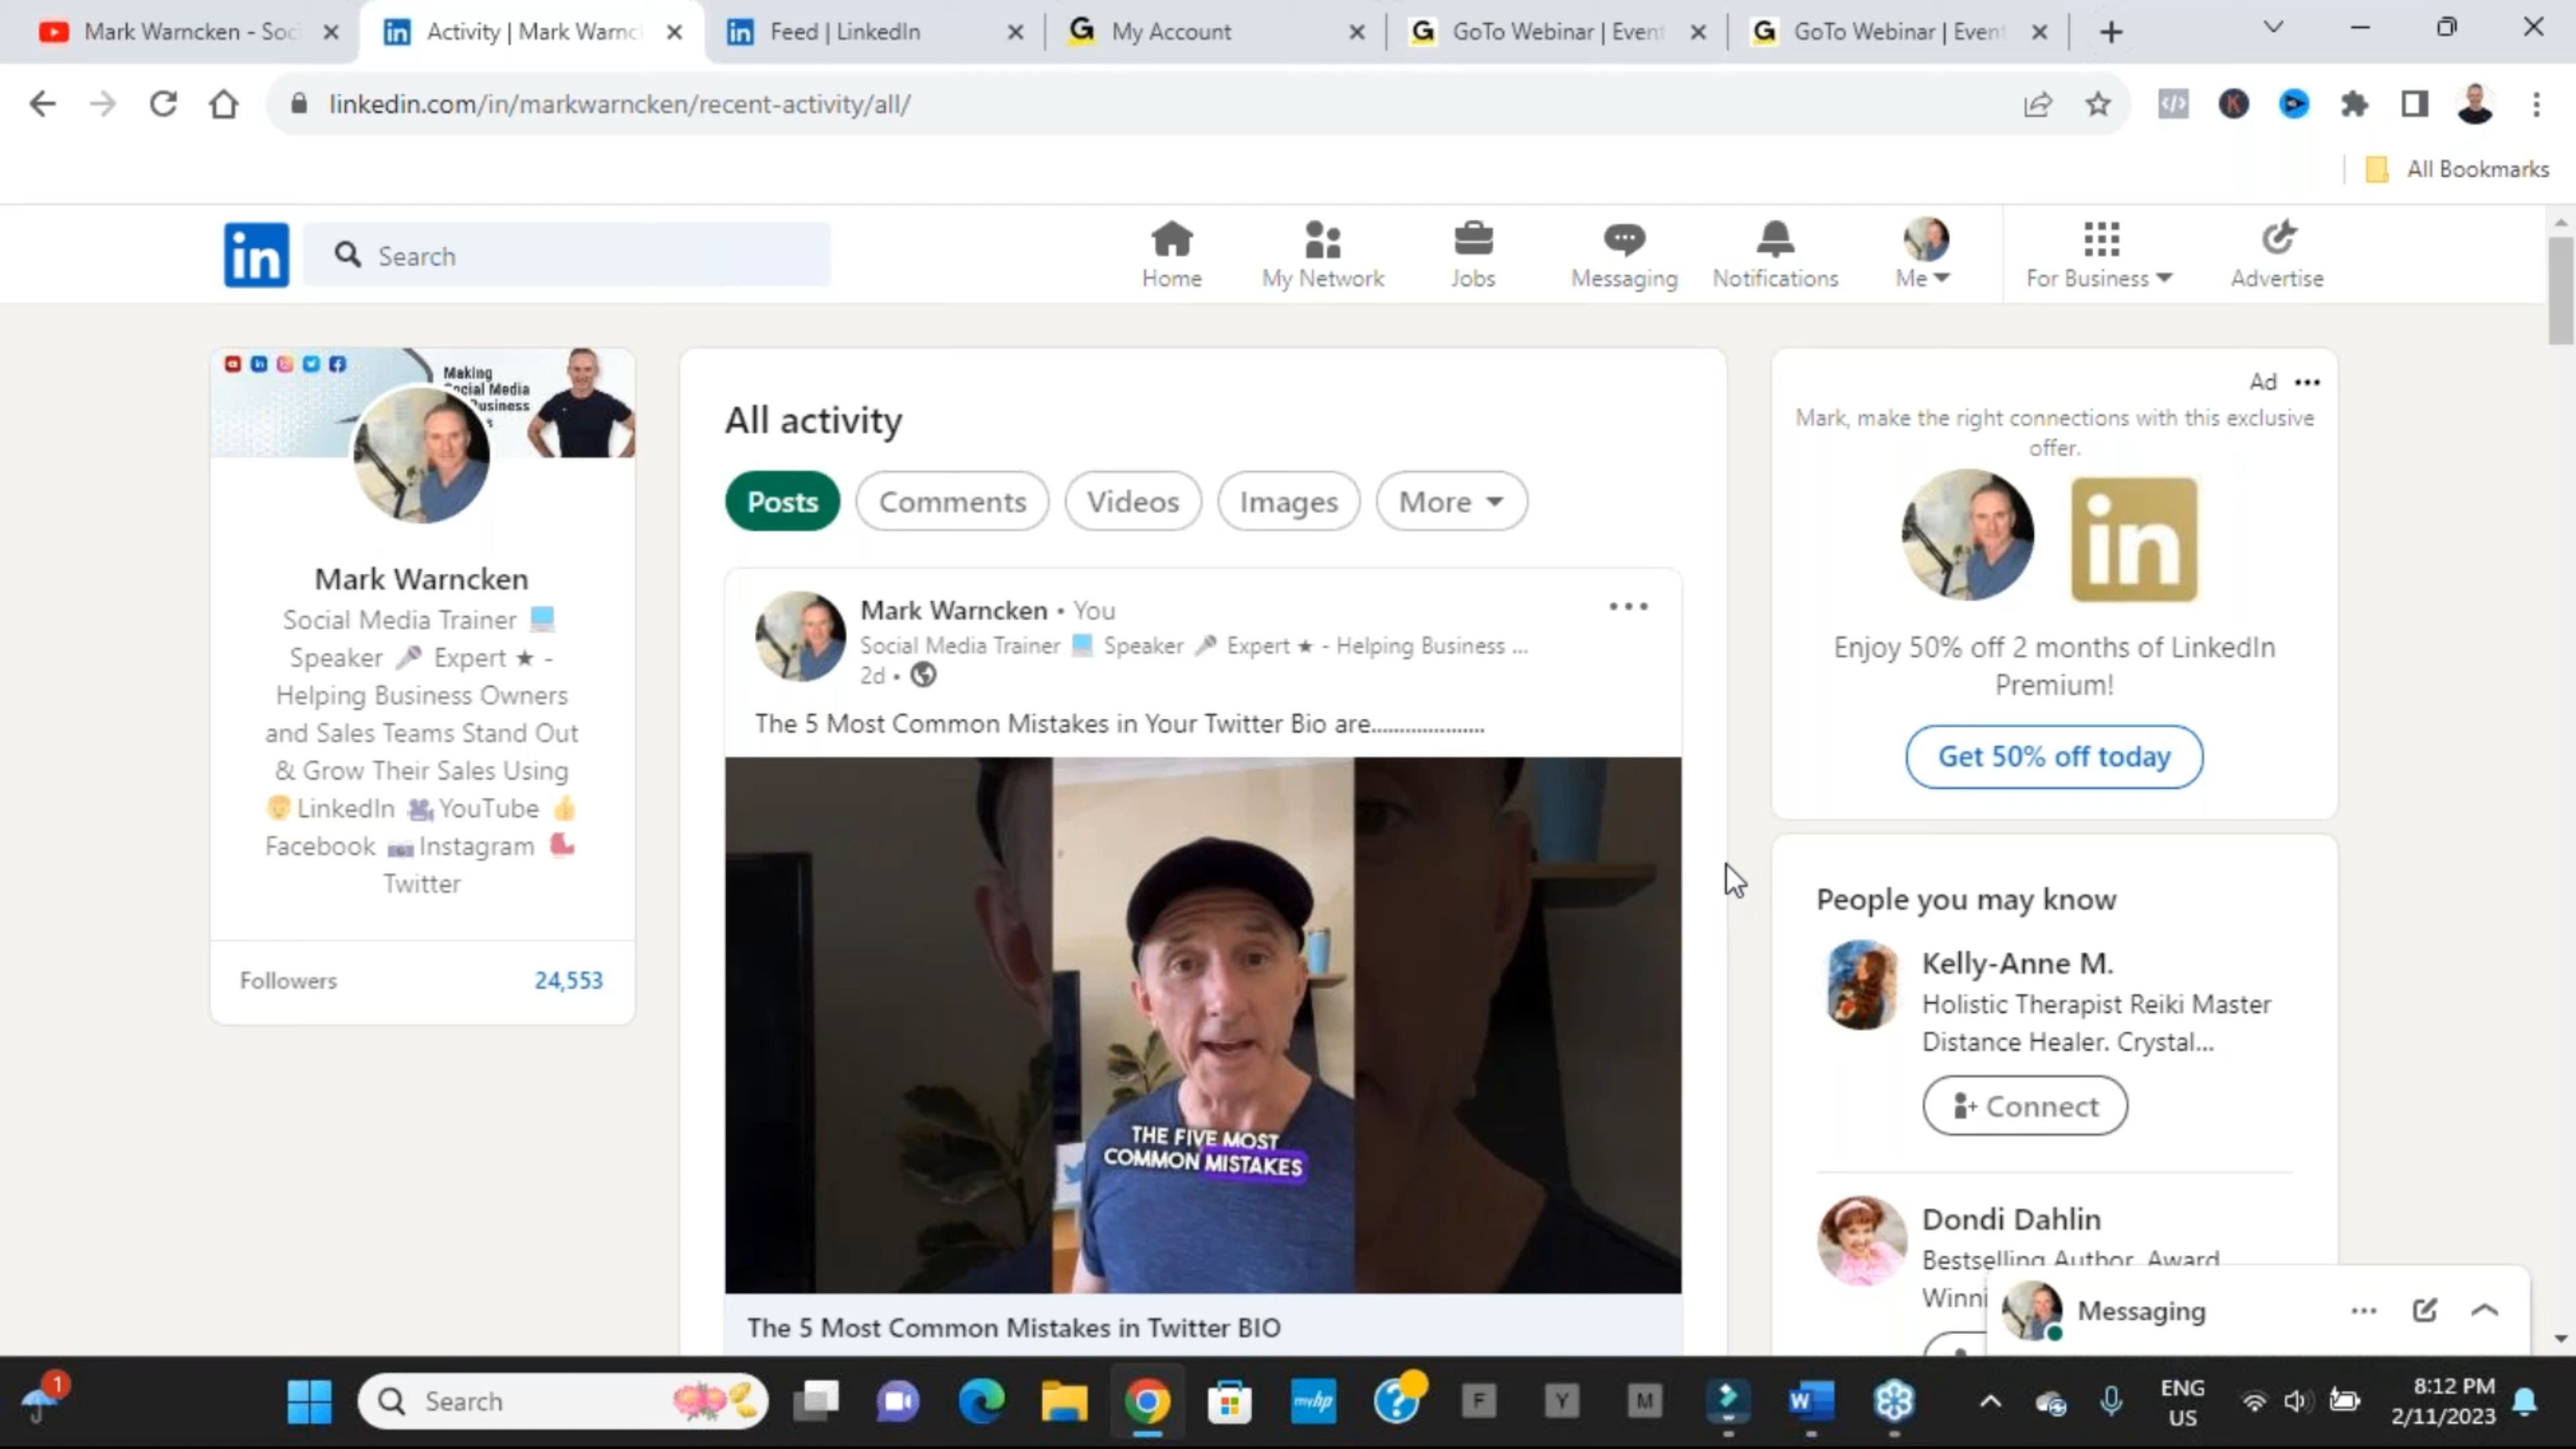 Mark Warncken - Soc
Activity | Mark Warnc
Feed | LinkedIn
My Account
GoTo Webinar | Event
GoTo Webinar | Event
linkedin.com/in/markwarncken/recent-activity/all/
All Bookmarks
in
Search
Home
My Network
Jobs
Messaging
Notifications
Me
For Business
Advertise
Making
Social Media
Business
Mark Warncken
Social Media Trainer
Speaker Expert ★ -
Helping Business Owners
and Sales Teams Stand Out
& Grow Their Sales Using
LinkedIn YouTube
Facebook Instagram
Twitter
Followers 24,553
All activity
Posts Comments Videos Images More
Mark Warncken • You
Social Media Trainer Speaker Expert ★ - Helping Business ...
2d •
The 5 Most Common Mistakes in Your Twitter Bio are....................
THE FIVE MOST
COMMON MISTAKES
The 5 Most Common Mistakes in Twitter BIO
Ad
Mark, make the right connections with this exclusive
offer.
in
Enjoy 50% off 2 months of LinkedIn
Premium!
Get 50% off today
People you may know
Kelly-Anne M.
Holistic Therapist Reiki Master
Distance Healer. Crystal...
Connect
Dondi Dahlin
Bestselling Author, Award
Winni
Messaging
1
Search
myhp
F
Y
M
W
ENG
US
8:12 PM
2/11/2023